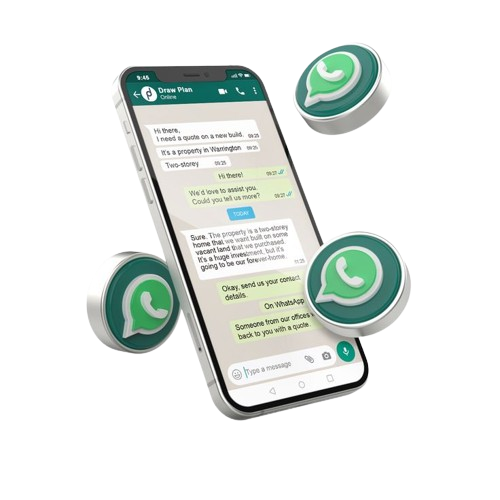 9:45
Draw Plan
Online
Hi there,
I need a quote on a new build. 09:25
It's a property in Warrington 09:25
Two-storey 09:25
Hi there! 09:27
We'd love to assist you.
Could you tell us more? 09:27
TODAY
Sure. The property is a two-storey
home that we want built on some
vacant land that we purchased.
It's a huge investment, but it's
going to be our forever-home.
11:25
Okay, send us your contact
details.
On WhatsApp
Someone from our offices
back to you with a quote.
Type a message